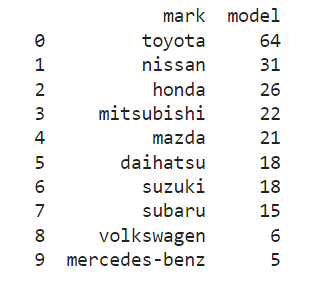 mark model
0 toyota 64
1 nissan 31
2 honda 26
3 mitsubishi 22
4 mazda 21
5 daihatsu 18
6 suzuki 18
7 subaru 15
8 volkswagen 6
9 mercedes-benz 5